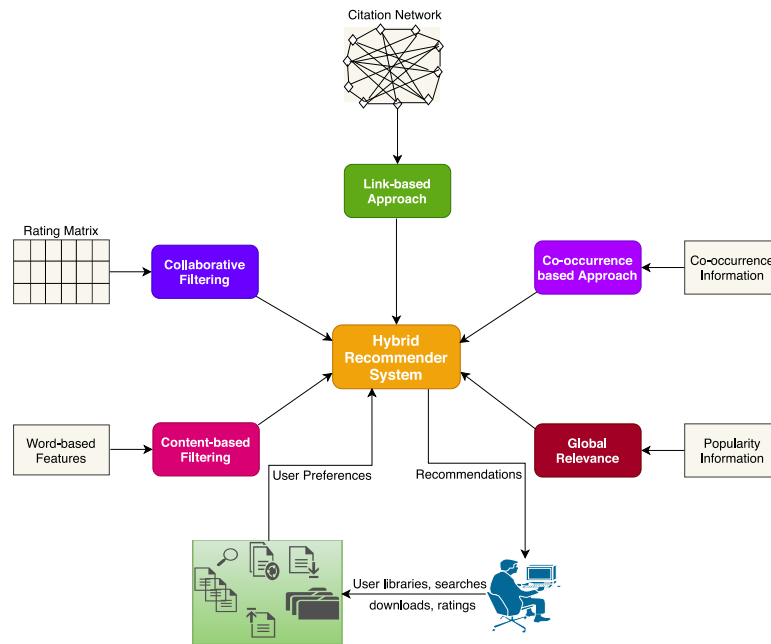 Citation Network
Link-based
Approach
Rating Matrix
Collaborative
Filtering
Co-occurrence
based Approach
Co-occurrence
Information
Hybrid
Recommender
System
Word-based
Features
Content-based
Filtering
Global
Relevance
Popularity
Information
User Preferences
Recommendations
User libraries, searches
downloads, ratings